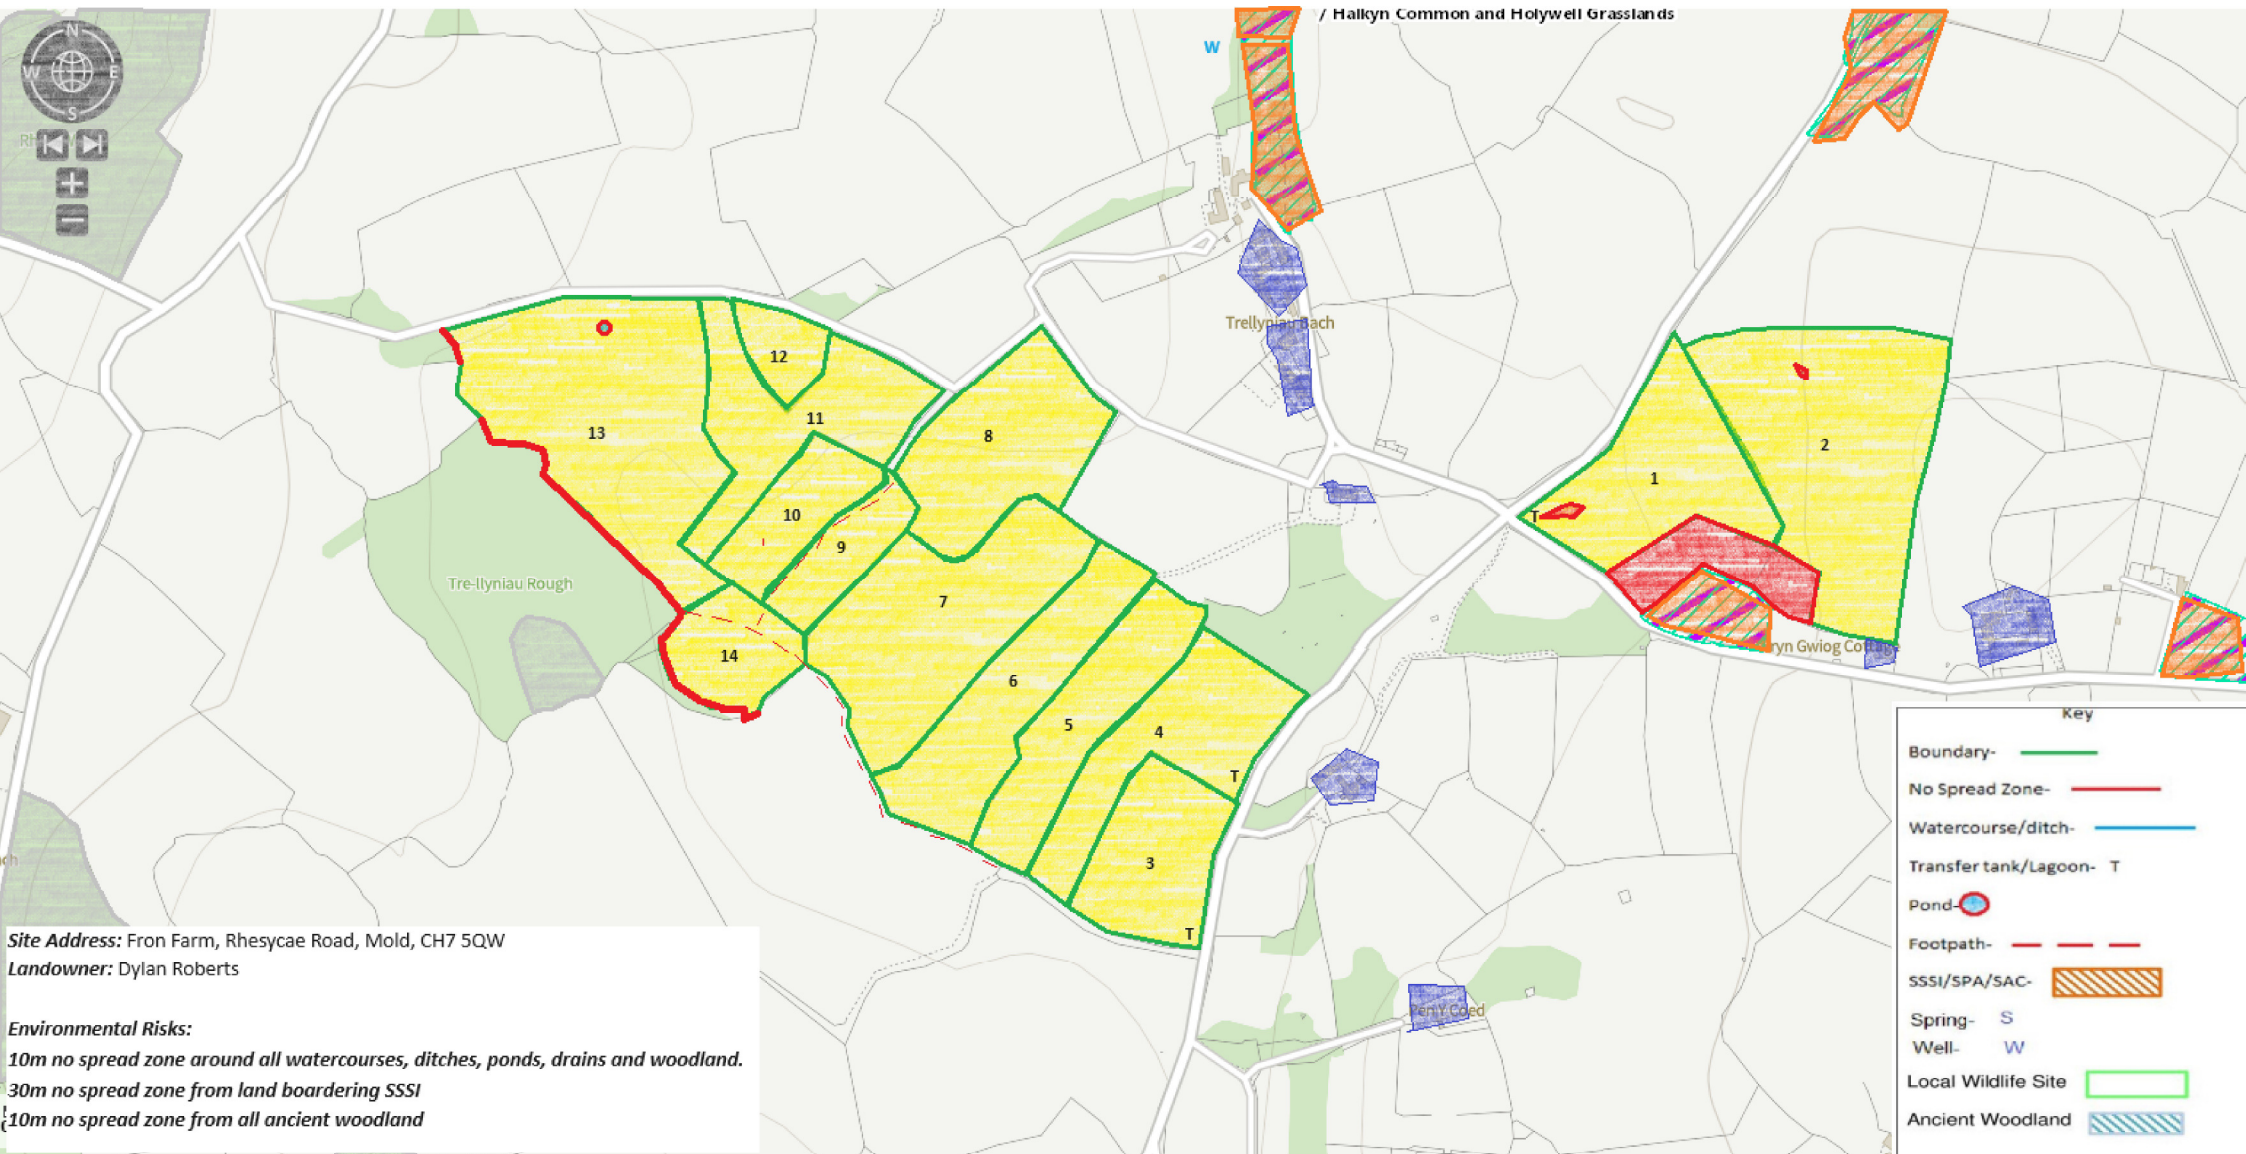 / Halkyn Common and Holywell Grasslands
N
W
E
S
W
Trellyniau Bach
12
11
13
8
2
1
10
T
9
Tre-llyniau Rough
7
14
6
5
4
T
3
T
ryn Gwiog Cottage
Pen y Coed
Key
Boundary-
No Spread Zone-
Watercourse/ditch-
Transfer tank/Lagoon- T
Pond-
Footpath-
SSSI/SPA/SAC-
Spring- S
Well- W
Local Wildlife Site
Ancient Woodland
Site Address: Fron Farm, Rhesycae Road, Mold, CH7 5QW
Landowner: Dylan Roberts
Environmental Risks:
10m no spread zone around all watercourses, ditches, ponds, drains and woodland.
30m no spread zone from land boardering SSSI
10m no spread zone from all ancient woodland